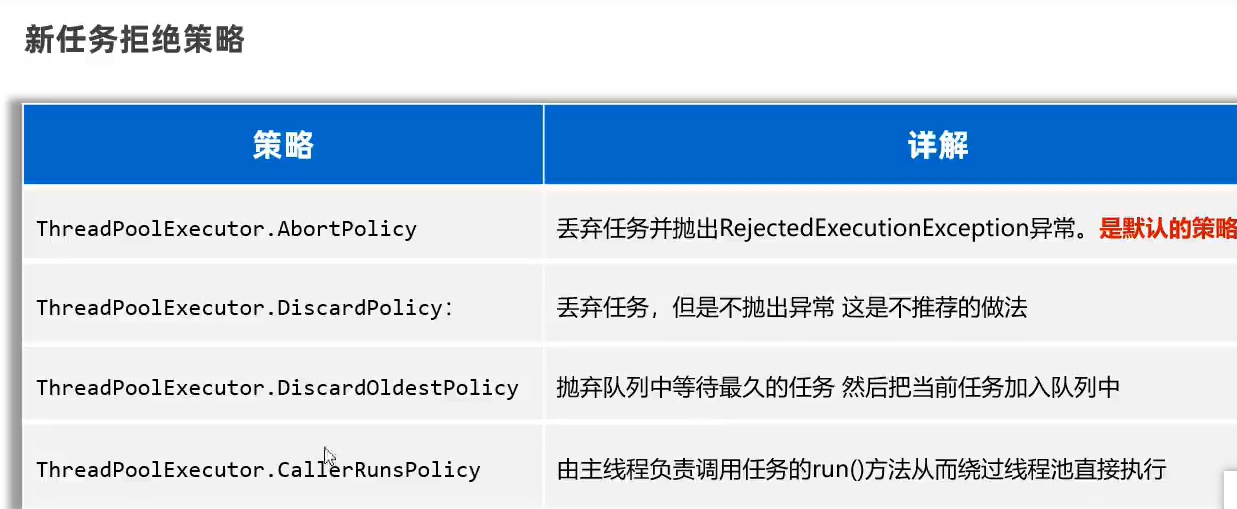 新任务拒绝策略
策略 详解
ThreadPoolExecutor.AbortPolicy 丢弃任务并抛出RejectedExecutionException异常。是默认的策略
ThreadPoolExecutor.DiscardPolicy： 丢弃任务，但是不抛出异常 这是不推荐的做法
ThreadPoolExecutor.DiscardOldestPolicy 抛弃队列中等待最久的任务 然后把当前任务加入队列中
ThreadPoolExecutor.CallerRunsPolicy 由主线程负责调用任务的run()方法从而绕过线程池直接执行